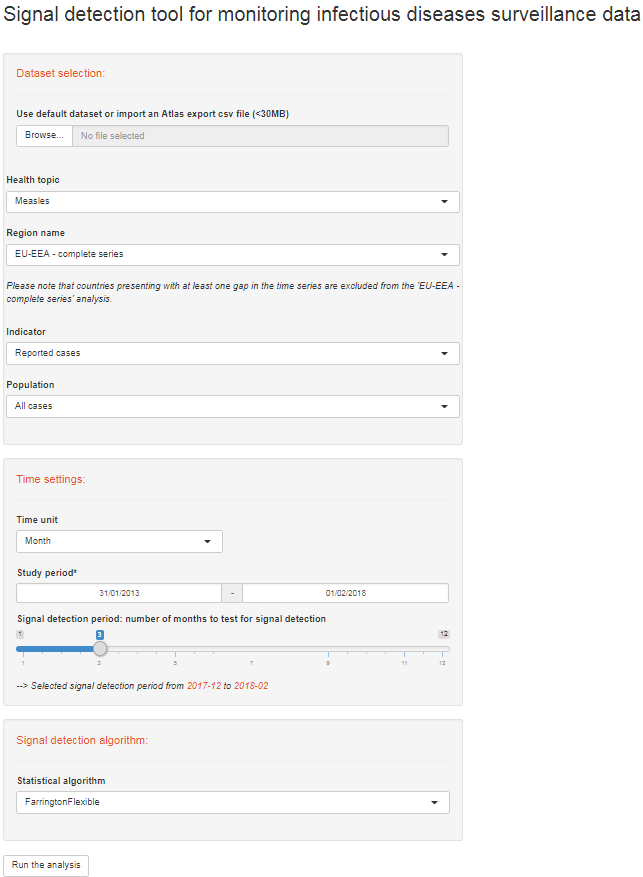 Signal detection tool for monitoring infectious diseases surveillance data
Dataset selection:
Use default dataset or import an Atlas export csv file (<30MB)
Browse... No file selected
Health topic
Measles
Region name
EU-EEA - complete series
Please note that countries presenting with at least one gap in the time series are excluded from the 'EU-EEA -
complete series' analysis.
Indicator
Reported cases
Population
All cases
Time settings:
Time unit
Month
Study period*
31/01/2013 - 01/02/2018
Signal detection period: number of months to test for signal detection
1 3 12
1 3 5 7 9 11 12
--> Selected signal detection period from 2017-12 to 2018-02
Signal detection algorithm:
Statistical algorithm
FarringtonFlexible
Run the analysis